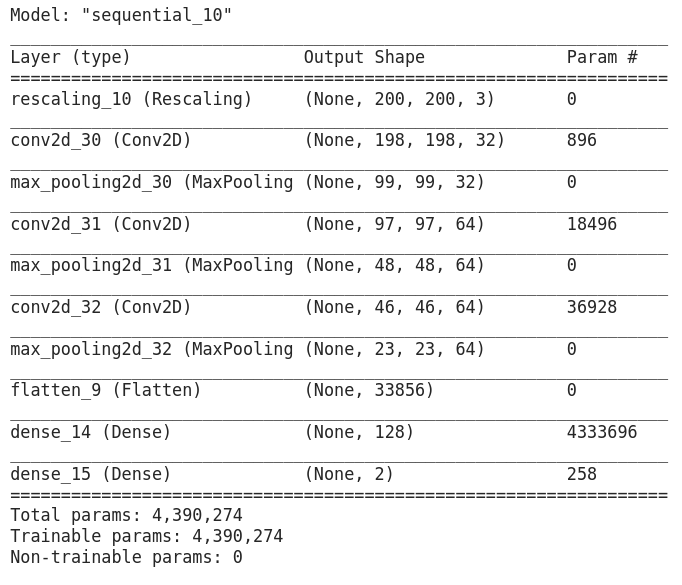 Model: "sequential_10"
_________________________________________________________________
Layer (type)                 Output Shape              Param #
=================================================================
rescaling_10 (Rescaling)     (None, 200, 200, 3)       0
_________________________________________________________________
conv2d_30 (Conv2D)           (None, 198, 198, 32)      896
_________________________________________________________________
max_pooling2d_30 (MaxPooling (None, 99, 99, 32)        0
_________________________________________________________________
conv2d_31 (Conv2D)           (None, 97, 97, 64)        18496
_________________________________________________________________
max_pooling2d_31 (MaxPooling (None, 48, 48, 64)        0
_________________________________________________________________
conv2d_32 (Conv2D)           (None, 46, 46, 64)        36928
_________________________________________________________________
max_pooling2d_32 (MaxPooling (None, 23, 23, 64)        0
_________________________________________________________________
flatten_9 (Flatten)          (None, 33856)             0
_________________________________________________________________
dense_14 (Dense)             (None, 128)               4333696
_________________________________________________________________
dense_15 (Dense)             (None, 2)                 258
=================================================================
Total params: 4,390,274
Trainable params: 4,390,274
Non-trainable params: 0